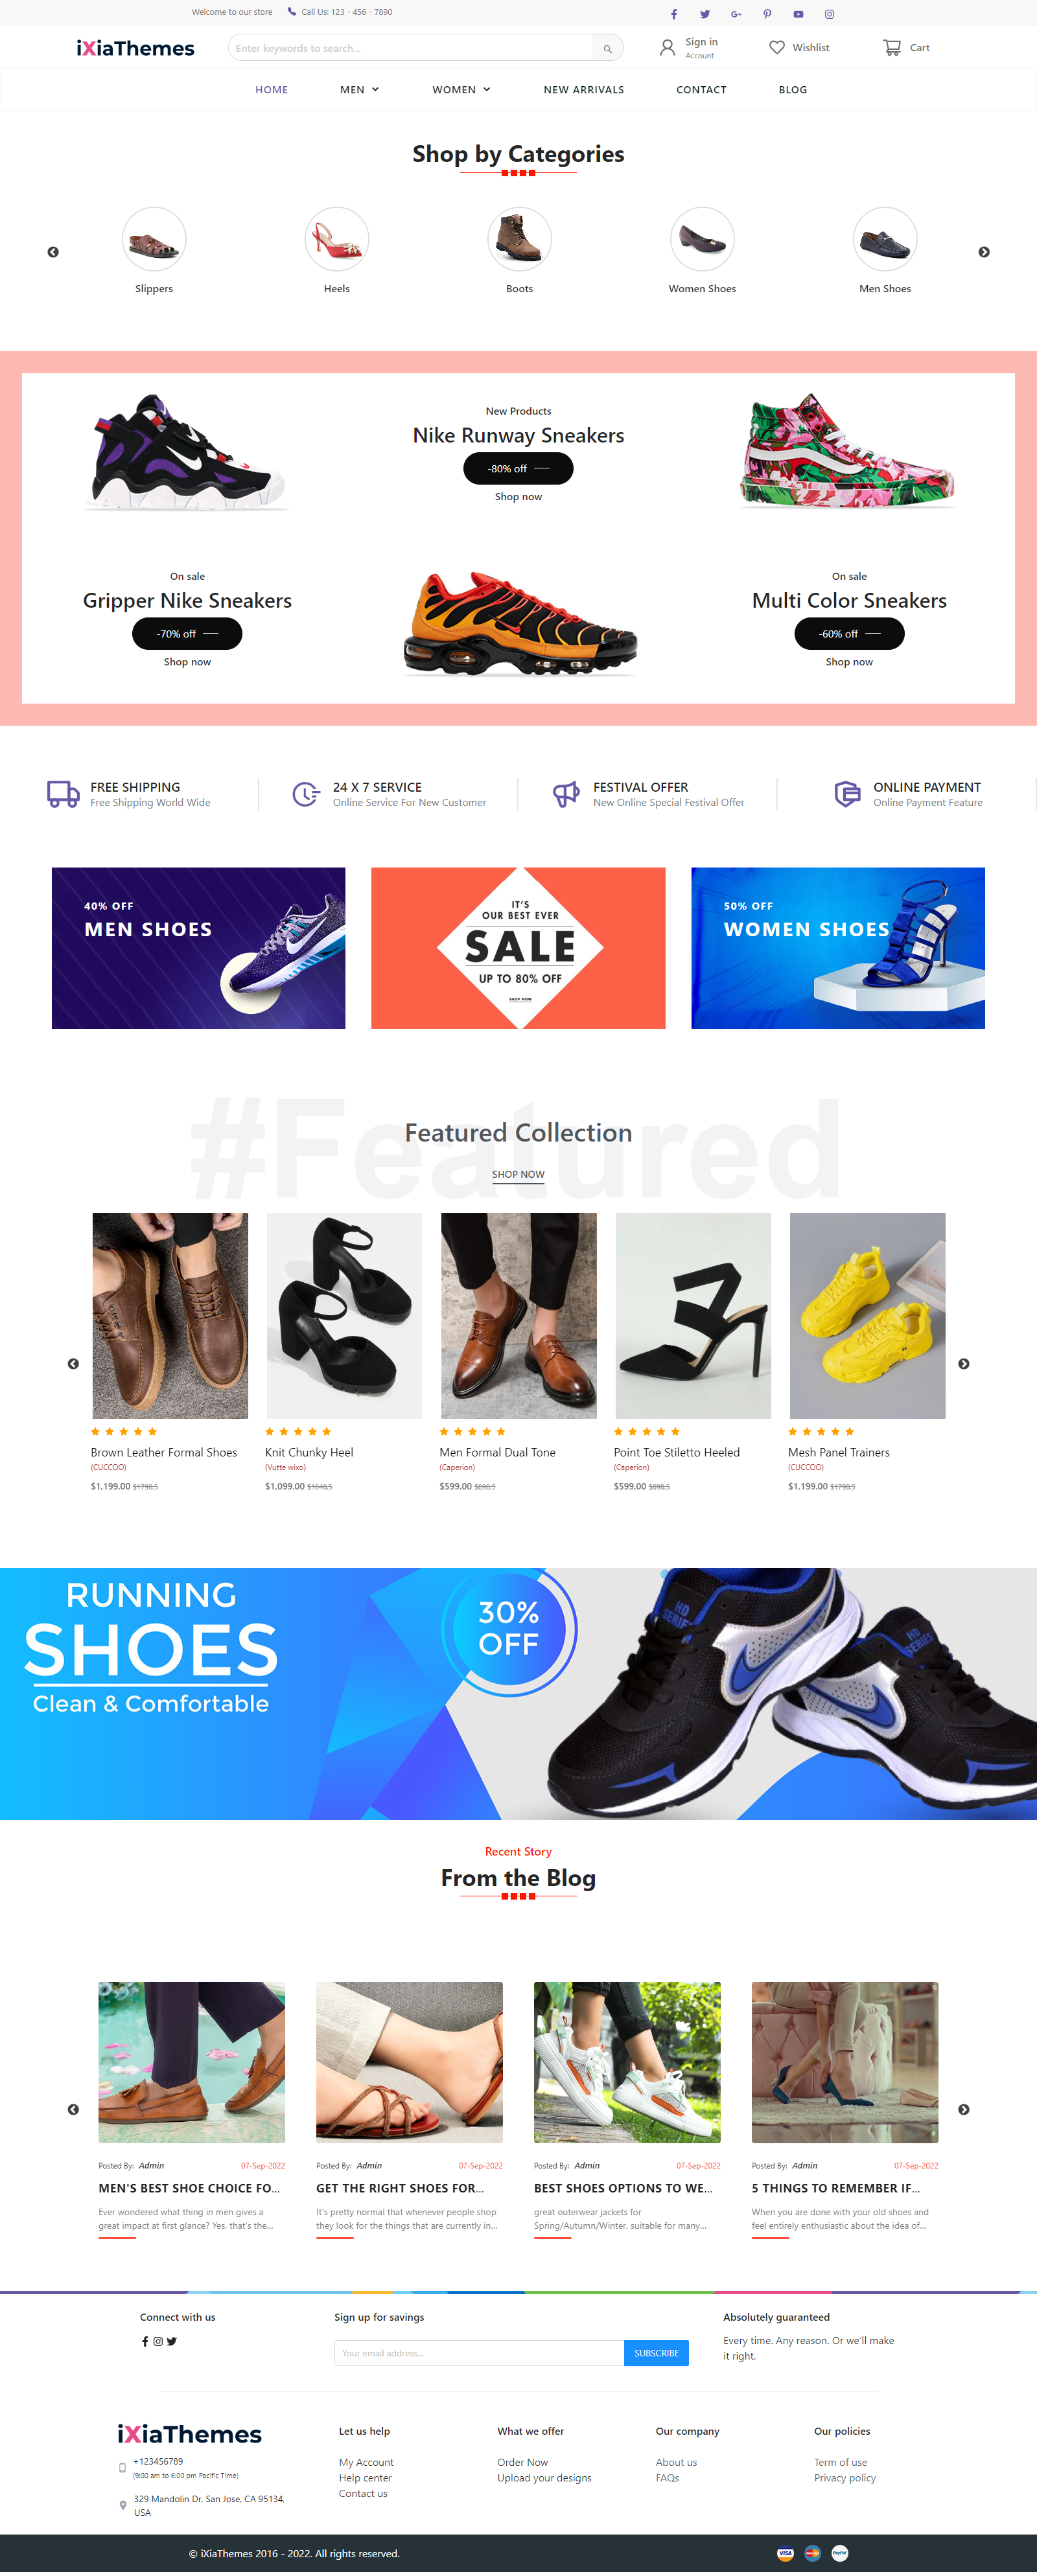 Welcome to our store
Call Us: 123 - 456 - 7890
iXiaThemes
Enter keywords to search...
Sign in
Account
Wishlist
Cart
HOME
MEN
WOMEN
NEW ARRIVALS
CONTACT
BLOG
Shop by Categories
Slippers
Heels
Boots
Women Shoes
Men Shoes
New Products
Nike Runway Sneakers
-80% off
Shop now
On sale
Gripper Nike Sneakers
-70% off
Shop now
On sale
Multi Color Sneakers
-60% off
Shop now
FREE SHIPPING
Free Shipping World Wide
24 X 7 SERVICE
Online Service For New Customer
FESTIVAL OFFER
New Online Special Festival Offer
ONLINE PAYMENT
Online Payment Feature
40% OFF
MEN SHOES
IT'S
OUR BEST EVER
SALE
UP TO 80% OFF
SHOP NOW
50% OFF
WOMEN SHOES
#Featured
Featured Collection
SHOP NOW
Brown Leather Formal Shoes
(CUCCOO)
$1,199.00 $1798.5
Knit Chunky Heel
(Vutte wixo)
$1,099.00 $1648.5
Men Formal Dual Tone
(Caperion)
$599.00 $898.5
Point Toe Stiletto Heeled
(Caperion)
$599.00 $898.5
Mesh Panel Trainers
(CUCCOO)
$1,199.00 $1798.5
RUNNING
SHOES
Clean & Comfortable
30%
OFF
HD
SERIES
HD
SERIES
Recent Story
From the Blog
Posted By: Admin
07-Sep-2022
MEN'S BEST SHOE CHOICE FO...
Ever wondered what thing in men gives a
great impact at first glance? Yes, that's the...
Posted By: Admin
07-Sep-2022
GET THE RIGHT SHOES FOR...
It's pretty normal that whenever people shop
they look for the things that are currently in...
Posted By: Admin
07-Sep-2022
BEST SHOES OPTIONS TO WE...
great outerwear jackets for
Spring/Autumn/Winter, suitable for many...
Posted By: Admin
07-Sep-2022
5 THINGS TO REMEMBER IF...
When you are done with your old shoes and
feel entirely enthusiastic about the idea of...
Connect with us
Sign up for savings
Your email address...
SUBSCRIBE
Absolutely guaranteed
Every time. Any reason. Or we'll make
it right.
iXiaThemes
+123456789
(9:00 am to 6:00 pm Pacific Time)
329 Mandolin Dr, San Jose, CA 95134,
USA
Let us help
My Account
Help center
Contact us
What we offer
Order Now
Upload your designs
Our company
About us
FAQs
Our policies
Term of use
Privacy policy
© iXiaThemes 2016 - 2022. All rights reserved.
VISA
PayPal